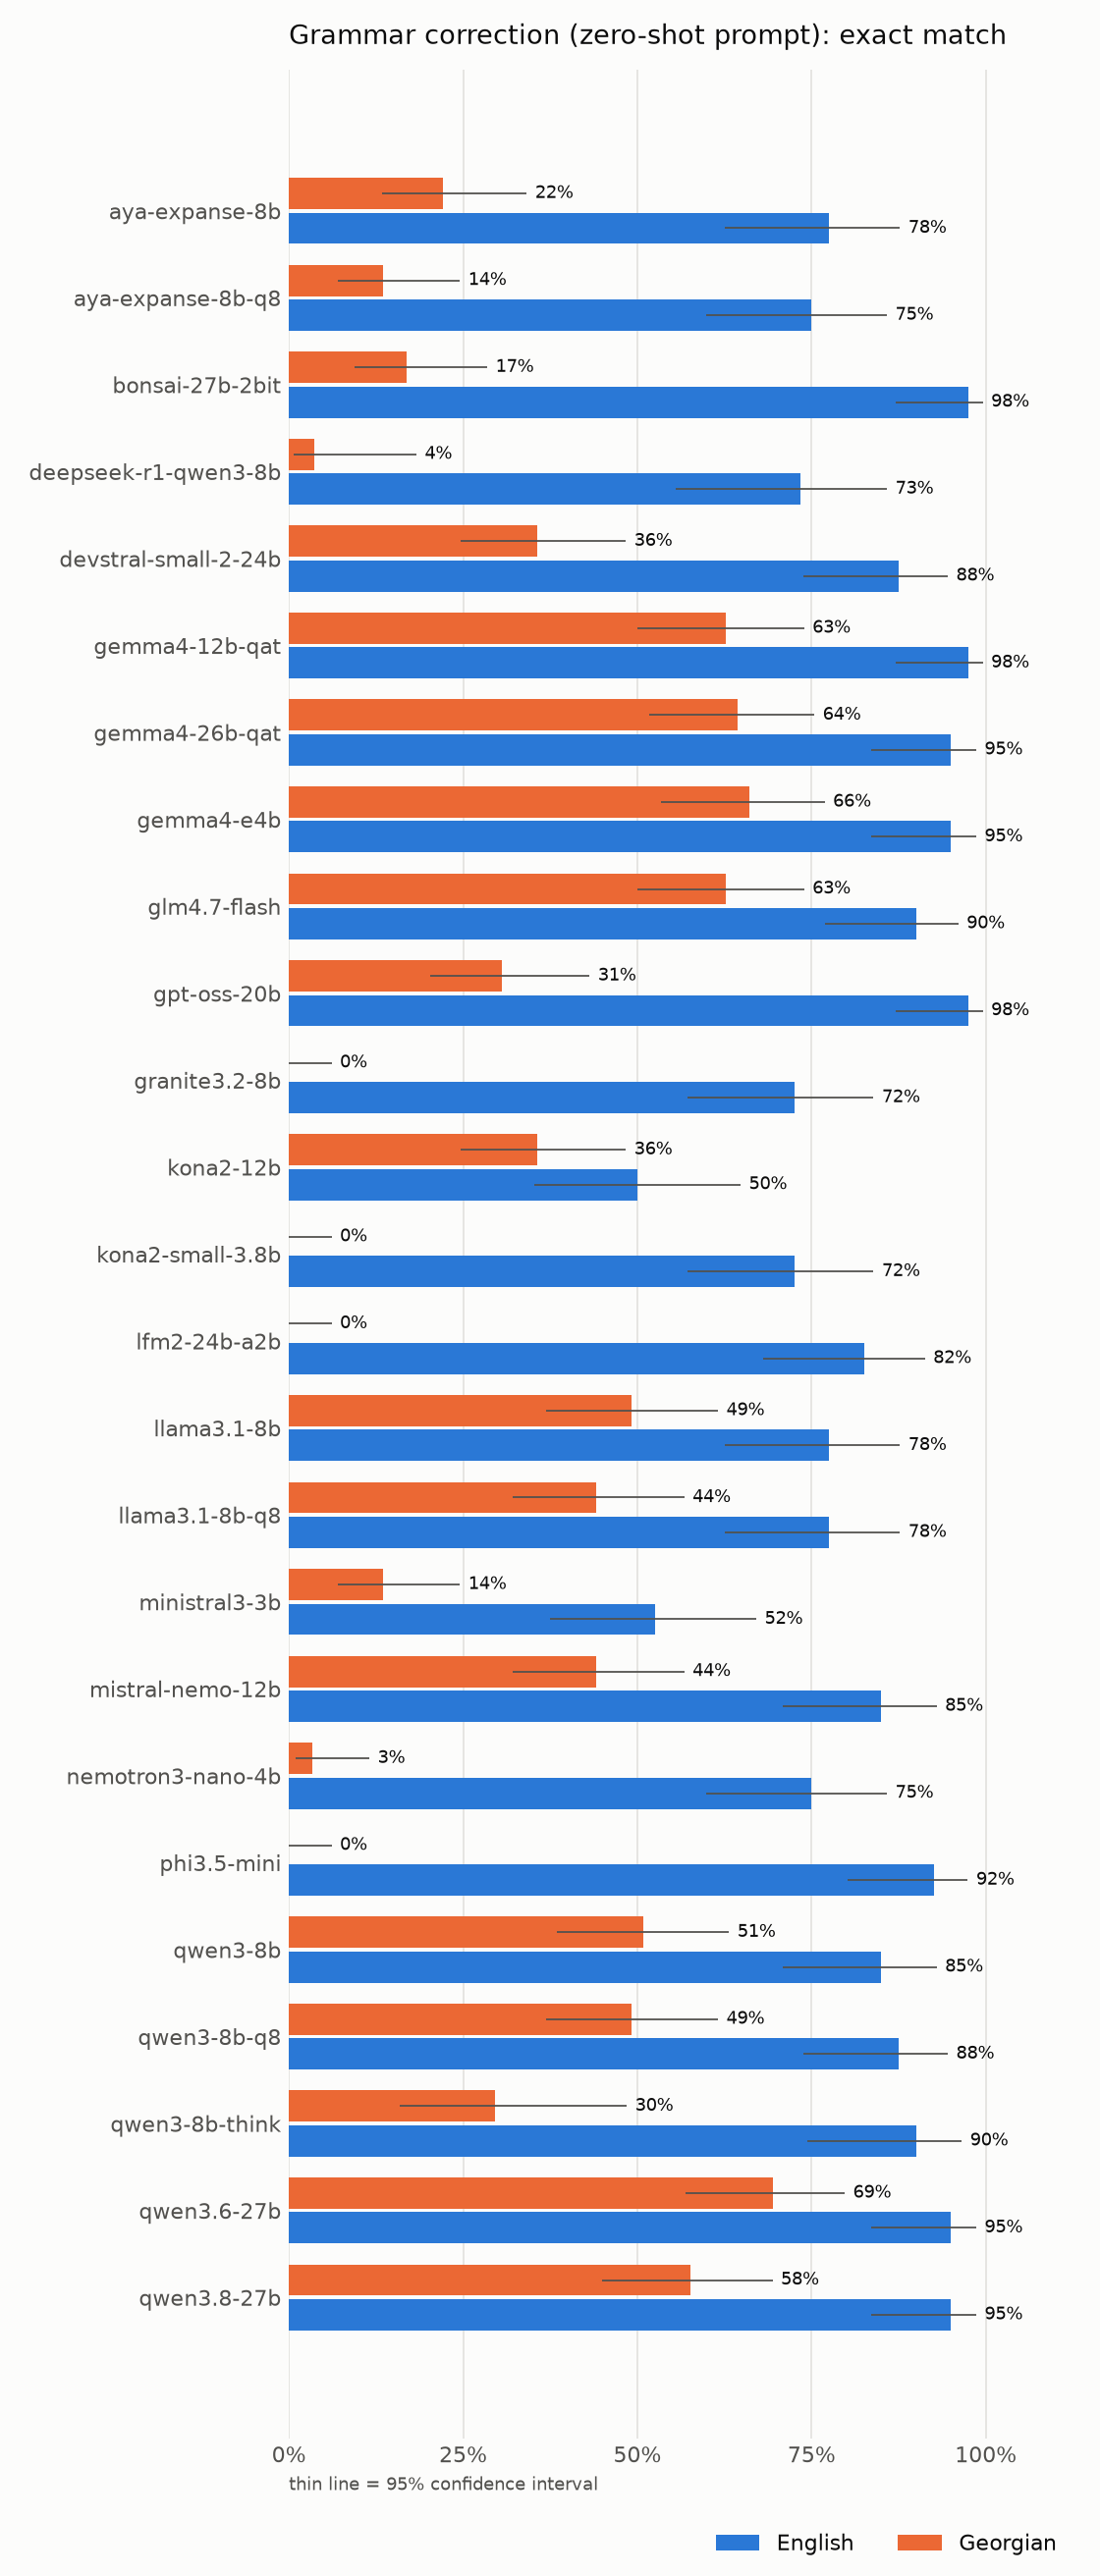 Grammar correction (zero-shot prompt): exact match
aya-expanse-8b
22%
78%
aya-expanse-8b-q8
14%
75%
bonsai-27b-2bit
17%
98%
deepseek-r1-qwen3-8b
4%
73%
devstral-small-2-24b
36%
88%
gemma4-12b-qat
63%
98%
gemma4-26b-qat
64%
95%
gemma4-e4b
66%
95%
glm4.7-flash
63%
90%
gpt-oss-20b
31%
98%
granite3.2-8b
0%
72%
kona2-12b
36%
50%
kona2-small-3.8b
0%
72%
lfm2-24b-a2b
0%
82%
llama3.1-8b
49%
78%
llama3.1-8b-q8
44%
78%
ministral3-3b
14%
52%
mistral-nemo-12b
44%
85%
nemotron3-nano-4b
3%
75%
phi3.5-mini
0%
92%
qwen3-8b
51%
85%
qwen3-8b-q8
49%
88%
qwen3-8b-think
30%
90%
qwen3.6-27b
69%
95%
qwen3.8-27b
58%
95%
0% 25% 50% 75% 100%
thin line = 95% confidence interval
English Georgian